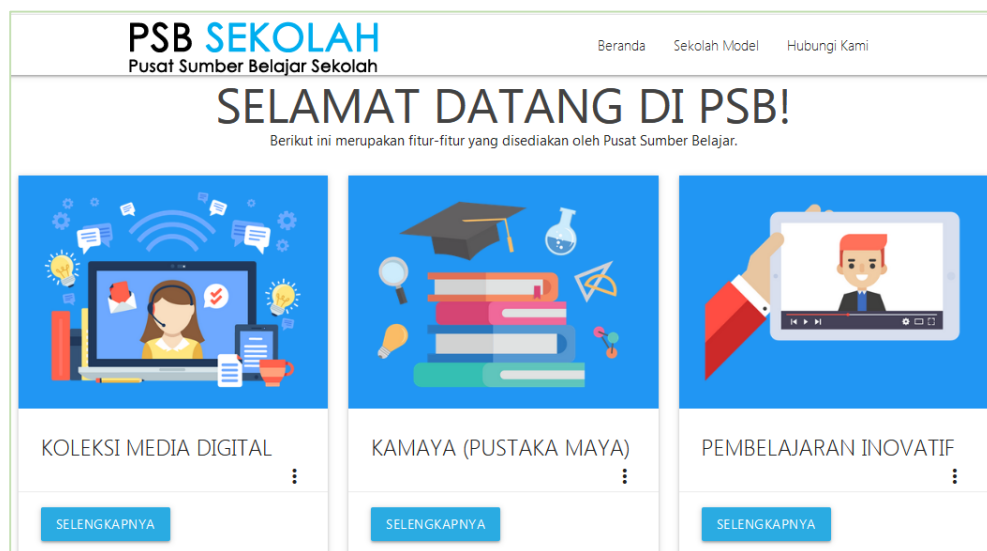 PSB SEKOLAH
Pusat Sumber Belajar Sekolah
Beranda Sekolah Model Hubungi Kami
SELAMAT DATANG DI PSB!
Berikut ini merupakan fitur-fitur yang disediakan oleh Pusat Sumber Belajar.
KOLEKSI MEDIA DIGITAL
KAMAYA (PUSTAKA MAYA)
PEMBELAJARAN INOVATIF
SELENGKAPNYA
SELENGKAPNYA
SELENGKAPNYA